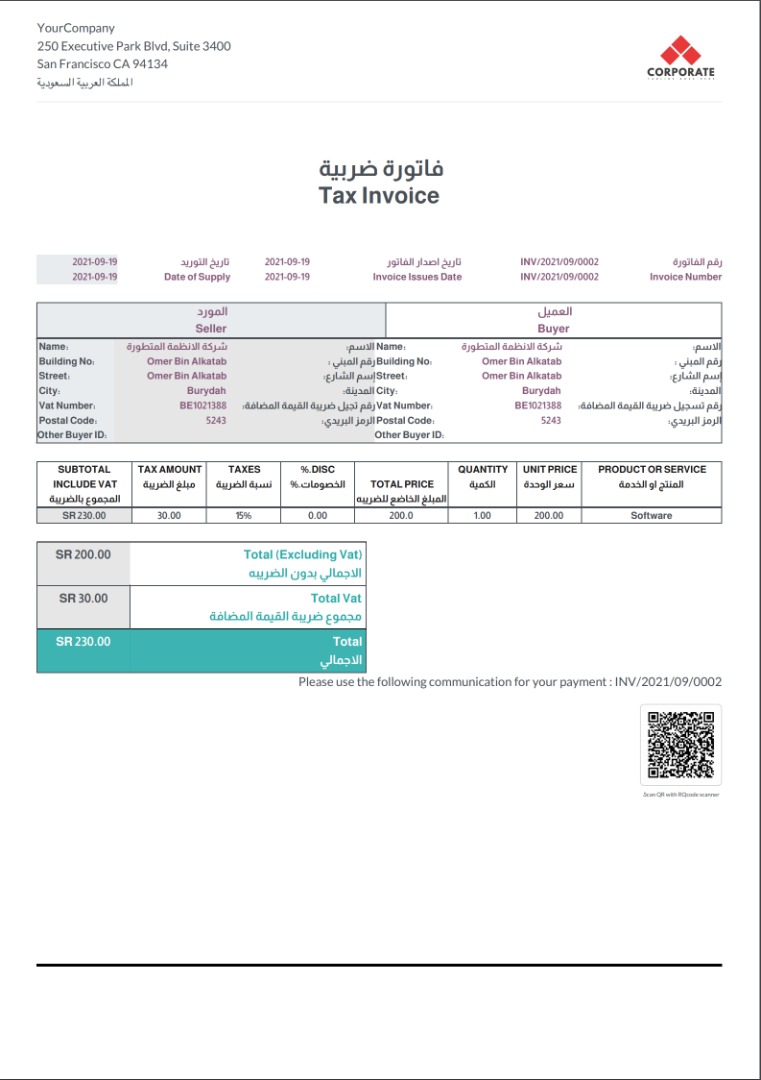 YourCompany
250 Executive Park Blvd, Suite 3400
San Francisco CA 94134
المملكة العربية السعودية
CORPORATE
فاتورة ضريبية
Tax Invoice
2021-09-19 تاريخ التوريد 2021-09-19 تاريخ اصدار الفاتور INV/2021/09/0002 رقم الفاتورة
2021-09-19 Date of Supply 2021-09-19 Invoice Issues Date INV/2021/09/0002 Invoice Number
المورد العميل
Seller Buyer
Name: شركة الانظمة المتطورة الاسم: Name: شركة الانظمة المتطورة الاسم:
Building No: Omer Bin Alkatab رقم المبني : Building No: Omer Bin Alkatab رقم المبني :
Street: Omer Bin Alkatab إسم الشارع: Street: Omer Bin Alkatab إسم الشارع:
City: Burydah المدينة: City: Burydah المدينة:
Vat Number: BE1021388 رقم تجيل ضريبة القيمة المضافة: Vat Number: BE1021388 رقم تسجيل ضريبة القيمة المضافة:
Postal Code: 5243 الرمز البريدي: Postal Code: 5243 الرمز البريدي:
Other Buyer ID: Other Buyer ID:
SUBTOTAL TAX AMOUNT TAXES %.DISC QUANTITY UNIT PRICE PRODUCT OR SERVICE
INCLUDE VAT مبلغ الضريبة نسبة الضريبة الخصومات.% TOTAL PRICE الكمية سعر الوحدة المنتج او الخدمة
المجموع بالضريبة المبلغ الخاضع للضريبه
SR 230.00 30.00 15% 0.00 200.0 1.00 200.00 Software
SR 200.00 Total (Excluding Vat)
الاجمالي بدون الضريبه
SR 30.00 Total Vat
مجموع ضريبة القيمة المضافة
SR 230.00 Total
الاجمالي
Please use the following communication for your payment : INV/2021/09/0002
Scan QR with RQcode scanner